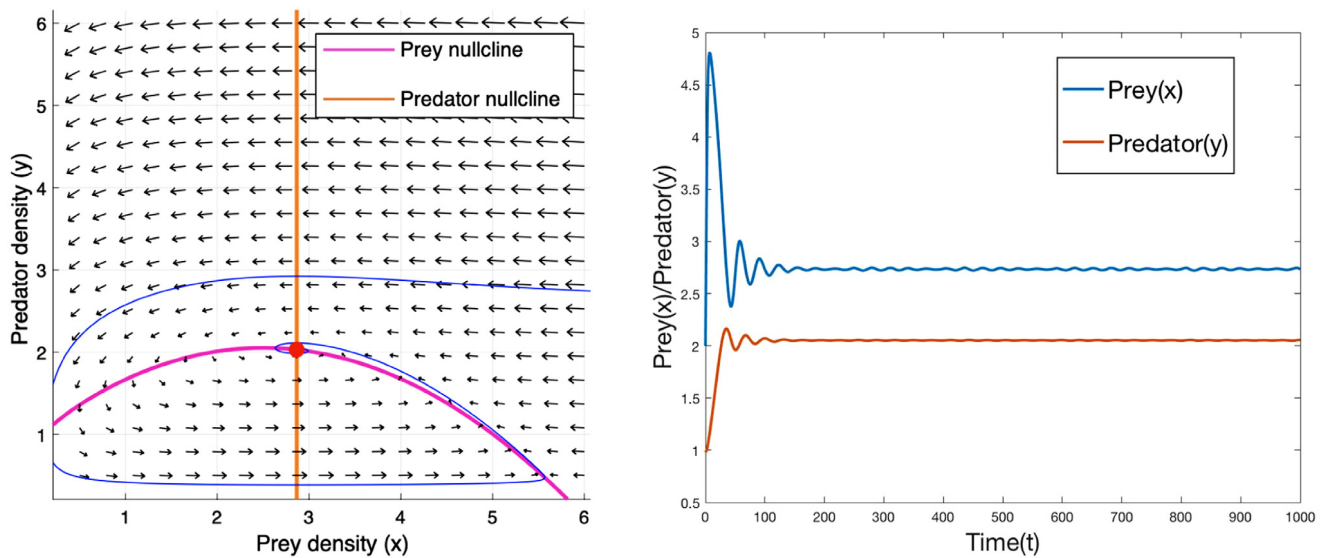 6
5
4
3
2
1
Predator density (y)
Prey nullcline
Predator nullcline
1 2 3 4 5 6
Prey density (x)
5
4.5
4
3.5
3
2.5
2
1.5
1
0.5
Prey(x)/Predator(y)
Prey(x)
Predator(y)
0 100 200 300 400 500 600 700 800 900 1000
Time(t)